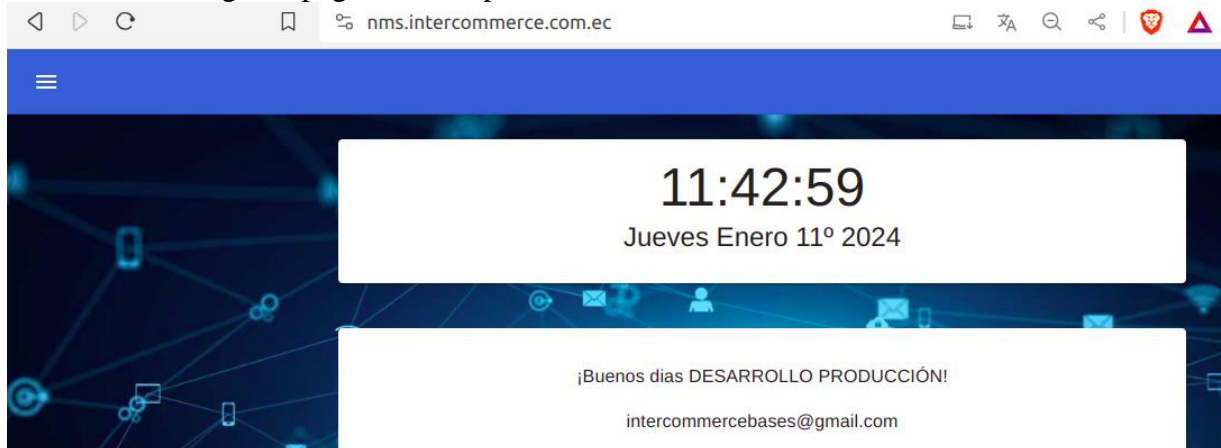 nms.intercommerce.com.ec
11:42:59
Jueves Enero 11º 2024
¡Buenos dias DESARROLLO PRODUCCIÓN!
intercommercebases@gmail.com